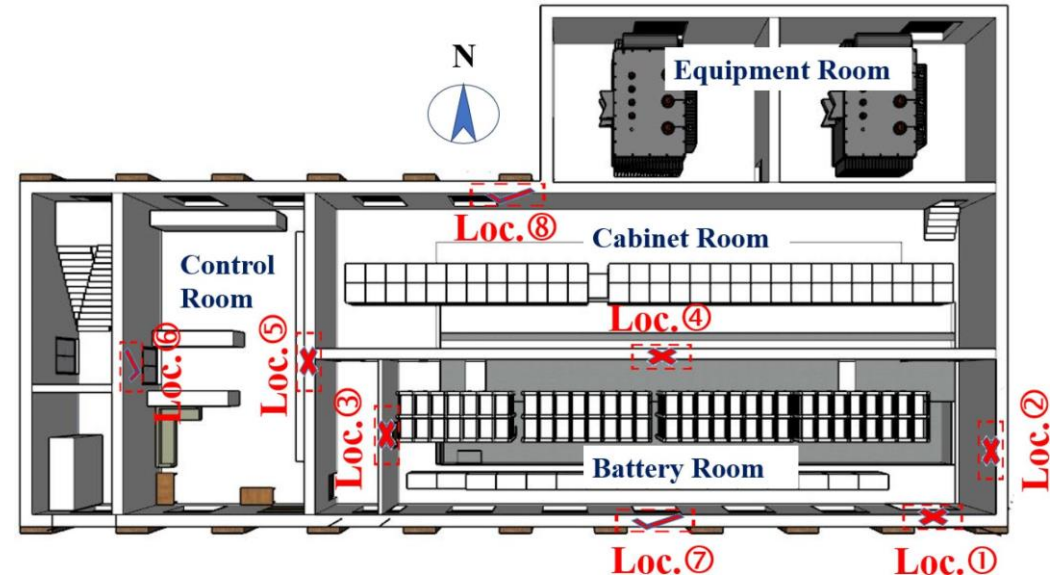 N
Equipment Room
Loc.⑧
Cabinet Room
Control
Room
Loc.④
Loc.⑤
Loc.⑥
Loc.③
Loc.②
Battery Room
Loc.⑦
Loc.①